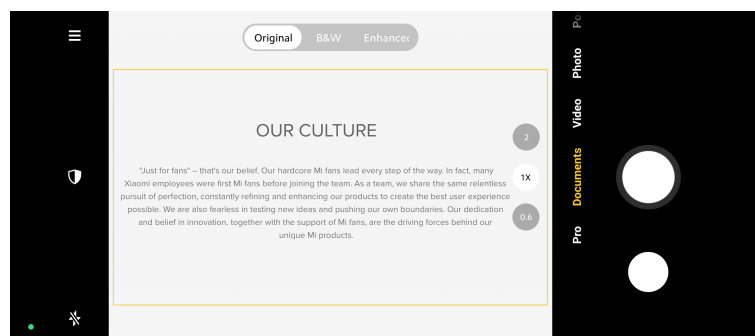 Original B&W Enhanced
OUR CULTURE
"Just for fans" – that's our belief. Our hardcore Mi fans lead every step of the way. In fact, many
Xiaomi employees were first Mi fans before joining the team. As a team, we share the same relentless
pursuit of perfection, constantly refining and enhancing our products to create the best user experience
possible. We are also fearless in testing new ideas and pushing our own boundaries. Our dedication
and belief in innovation, together with the support of Mi fans, are the driving forces behind our
unique Mi products.
2
1X
0.6
Photo
Video
Documents
Pro